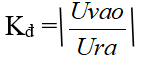 Kđ = |Uvao / Ura|